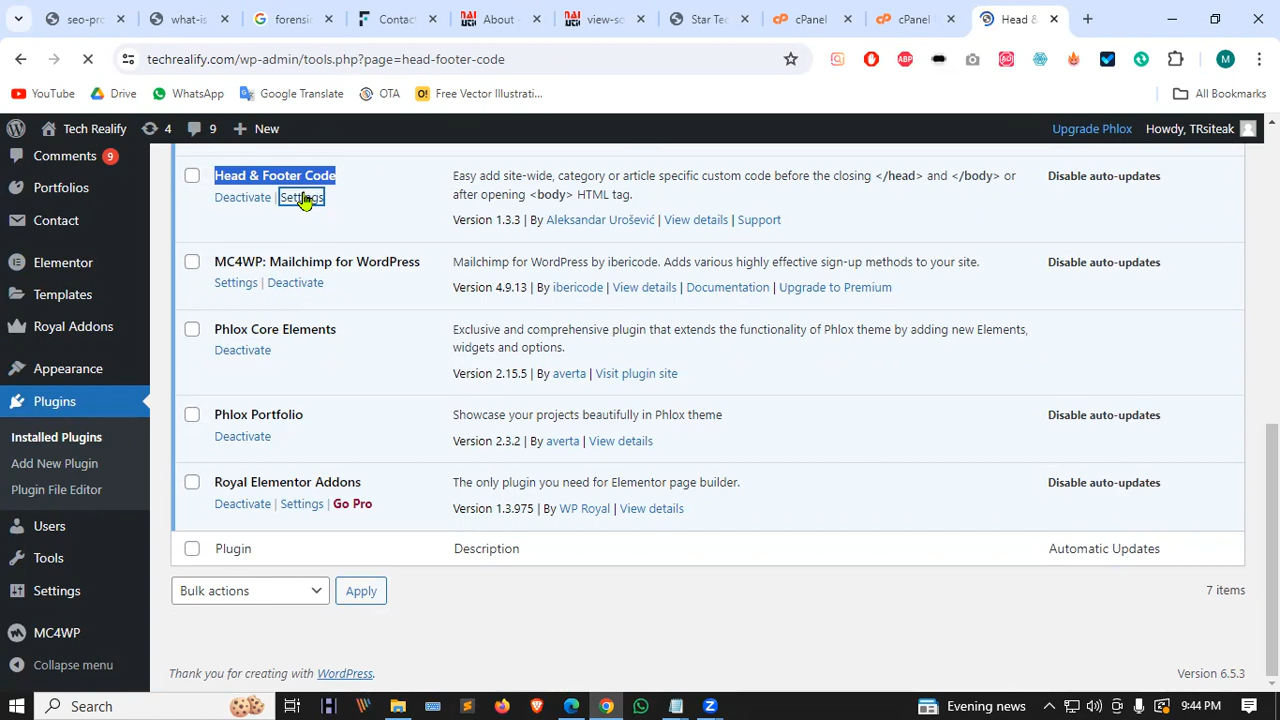 seo-pro
what-is
forensi
Contac
About -
view-so
Star Tec
cPanel
cPanel
Head &
techrealify.com/wp-admin/tools.php?page=head-footer-code
M
YouTube
Drive
WhatsApp
Google Translate
OTA
Free Vector Illustrati...
All Bookmarks
Tech Realify
4
9
New
Upgrade Phlox
Howdy, TRsiteak
Comments 9
Portfolios
Contact
Elementor
Templates
Royal Addons
Appearance
Plugins
Installed Plugins
Add New Plugin
Plugin File Editor
Users
Tools
Settings
MC4WP
Collapse menu
Head & Footer Code
Deactivate | Settings
Easy add site-wide, category or article specific custom code before the closing </head> and </body> or
after opening <body> HTML tag.
Version 1.3.3 | By Aleksandar Urošević | View details | Support
Disable auto-updates
MC4WP: Mailchimp for WordPress
Settings | Deactivate
Mailchimp for WordPress by ibericode. Adds various highly effective sign-up methods to your site.
Version 4.9.13 | By ibericode | View details | Documentation | Upgrade to Premium
Disable auto-updates
Phlox Core Elements
Deactivate
Exclusive and comprehensive plugin that extends the functionality of Phlox theme by adding new Elements,
widgets and options.
Version 2.15.5 | By averta | Visit plugin site
Phlox Portfolio
Deactivate
Showcase your projects beautifully in Phlox theme
Version 2.3.2 | By averta | View details
Disable auto-updates
Royal Elementor Addons
Deactivate | Settings | Go Pro
The only plugin you need for Elementor page builder.
Version 1.3.975 | By WP Royal | View details
Disable auto-updates
Plugin
Description
Automatic Updates
Bulk actions
Apply
7 items
Thank you for creating with WordPress.
Version 6.5.3
Search
Evening news
9:44 PM